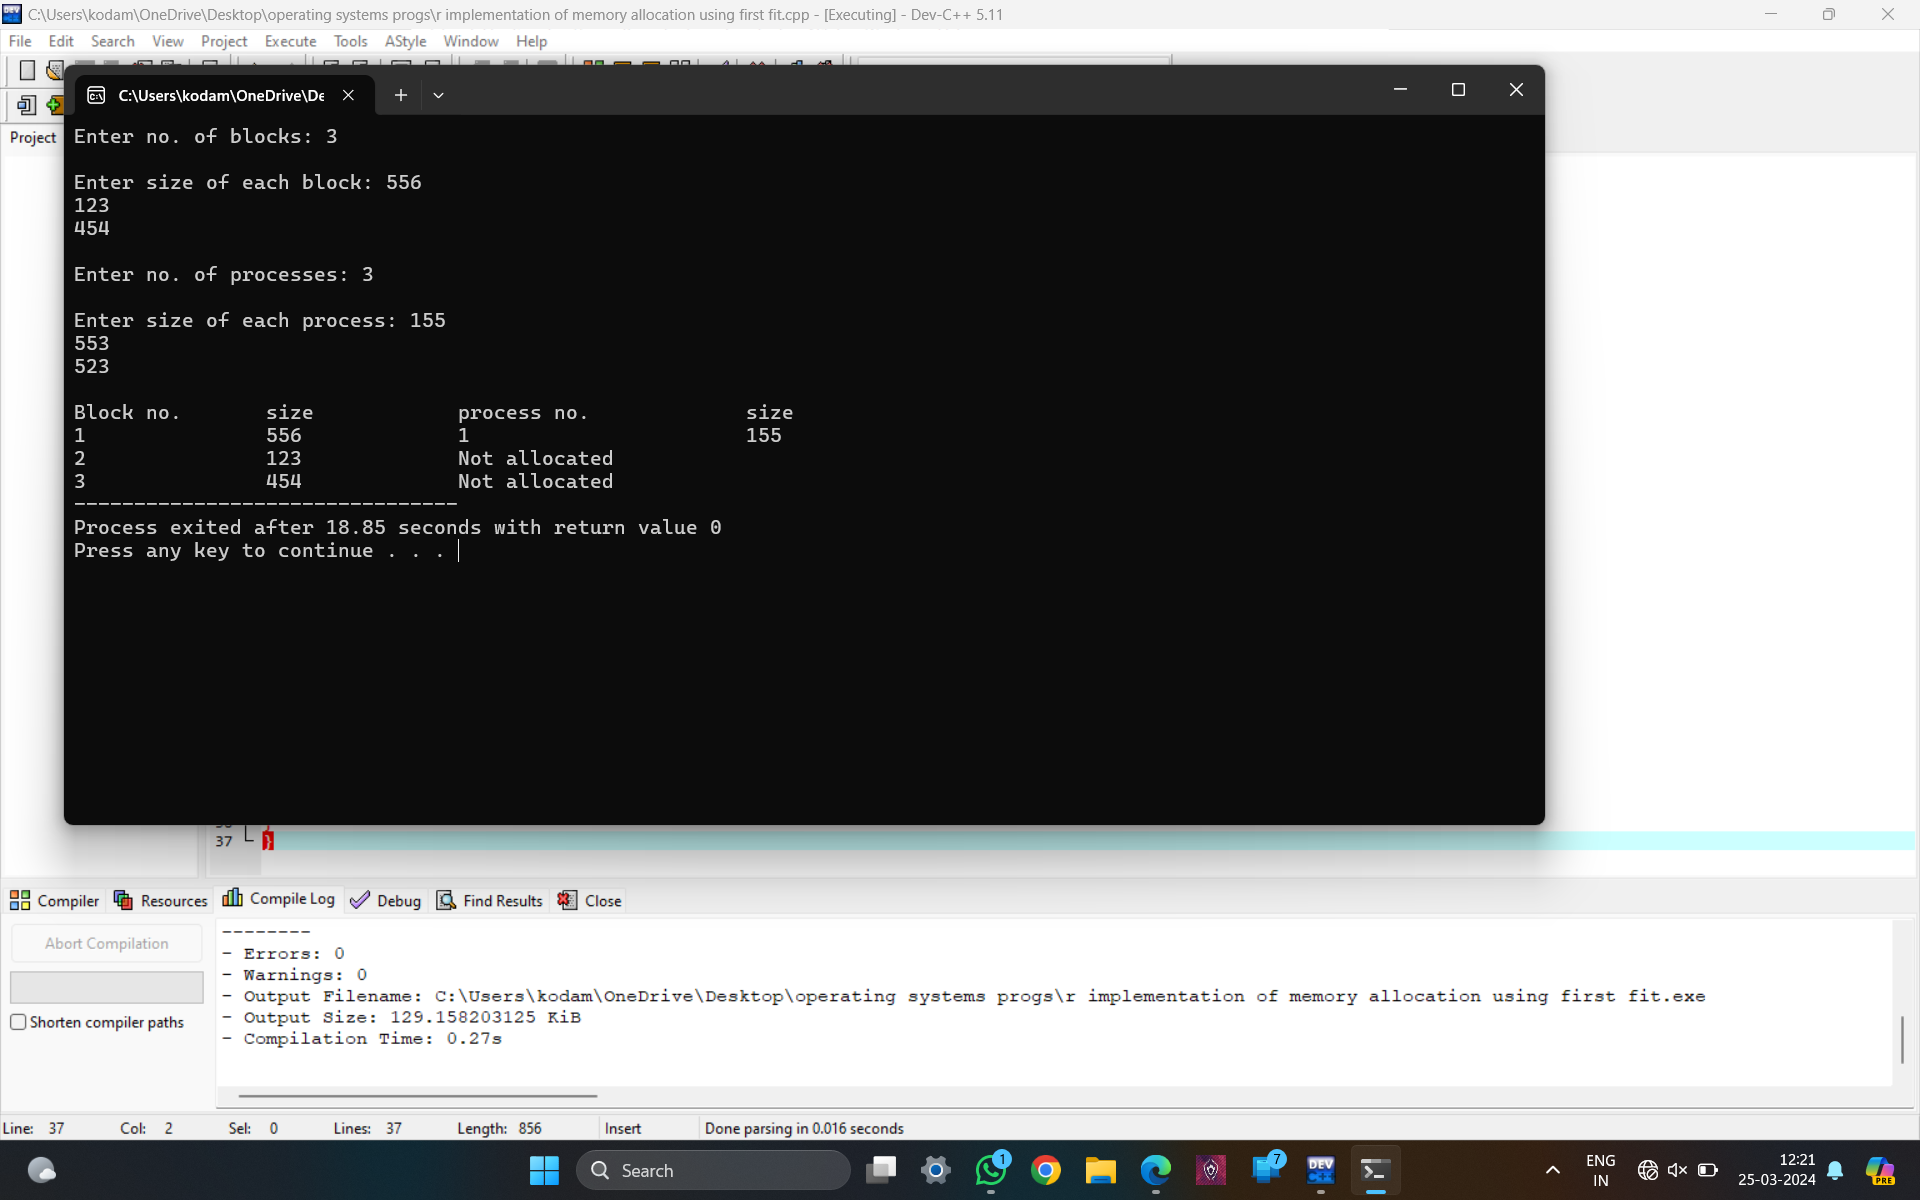 C:\Users\kodam\OneDrive\Desktop\operating systems progs\r implementation of memory allocation using first fit.cpp - [Executing] - Dev-C++ 5.11
File Edit Search View Project Execute Tools AStyle Window Help
C:\Users\kodam\OneDrive\De
Project
Enter no. of blocks: 3
Enter size of each block: 556
123
454
Enter no. of processes: 3
Enter size of each process: 155
553
523
Block no. size process no. size
1 556 1 155
2 123 Not allocated
3 454 Not allocated
--------------------------------
Process exited after 18.85 seconds with return value 0
Press any key to continue . . .
37 }
Compiler Resources Compile Log Debug Find Results Close
Abort Compilation
Shorten compiler paths
--------
- Errors: 0
- Warnings: 0
- Output Filename: C:\Users\kodam\OneDrive\Desktop\operating systems progs\r implementation of memory allocation using first fit.exe
- Output Size: 129.158203125 KiB
- Compilation Time: 0.27s
Line: 37 Col: 2 Sel: 0 Lines: 37 Length: 856 Insert Done parsing in 0.016 seconds
Search
1
7
DEV
ENG
IN
12:21
25-03-2024
PRE